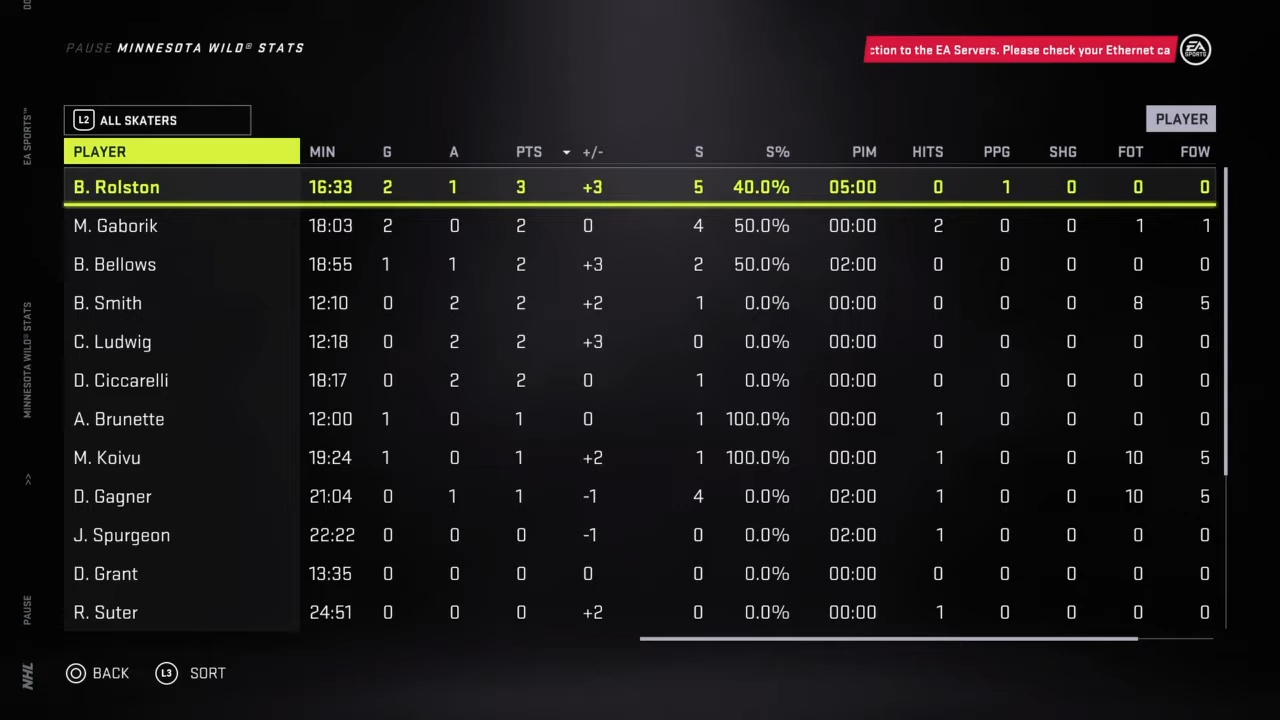 PAUSE MINNESOTA WILD® STATS
ction to the EA Servers. Please check your Ethernet ca
EA SPORTS
L2 ALL SKATERS
PLAYER
PLAYER MIN G A PTS +/- S S% PIM HITS PPG SHG FOT FOW
B. Rolston 16:33 2 1 3 +3 5 40.0% 05:00 0 1 0 0 0
M. Gaborik 18:03 2 0 2 0 4 50.0% 00:00 2 0 0 1 1
B. Bellows 18:55 1 1 2 +3 2 50.0% 02:00 0 0 0 0 0
B. Smith 12:10 0 2 2 +2 1 0.0% 00:00 0 0 0 8 5
C. Ludwig 12:18 0 2 2 +3 0 0.0% 00:00 0 0 0 0 0
D. Ciccarelli 18:17 0 2 2 0 1 0.0% 00:00 0 0 0 0 0
A. Brunette 12:00 1 0 1 0 1 100.0% 00:00 1 0 0 0 0
M. Koivu 19:24 1 0 1 +2 1 100.0% 00:00 1 0 0 10 5
D. Gagner 21:04 0 1 1 -1 4 0.0% 02:00 1 0 0 10 5
J. Spurgeon 22:22 0 0 0 -1 0 0.0% 02:00 1 0 0 0 0
D. Grant 13:35 0 0 0 0 0 0.0% 00:00 0 0 0 0 0
R. Suter 24:51 0 0 0 +2 0 0.0% 00:00 1 0 0 0 0
BACK L3 SORT
NHL
PAUSE
>>
MINNESOTA WILD® STATS
EA SPORTS™